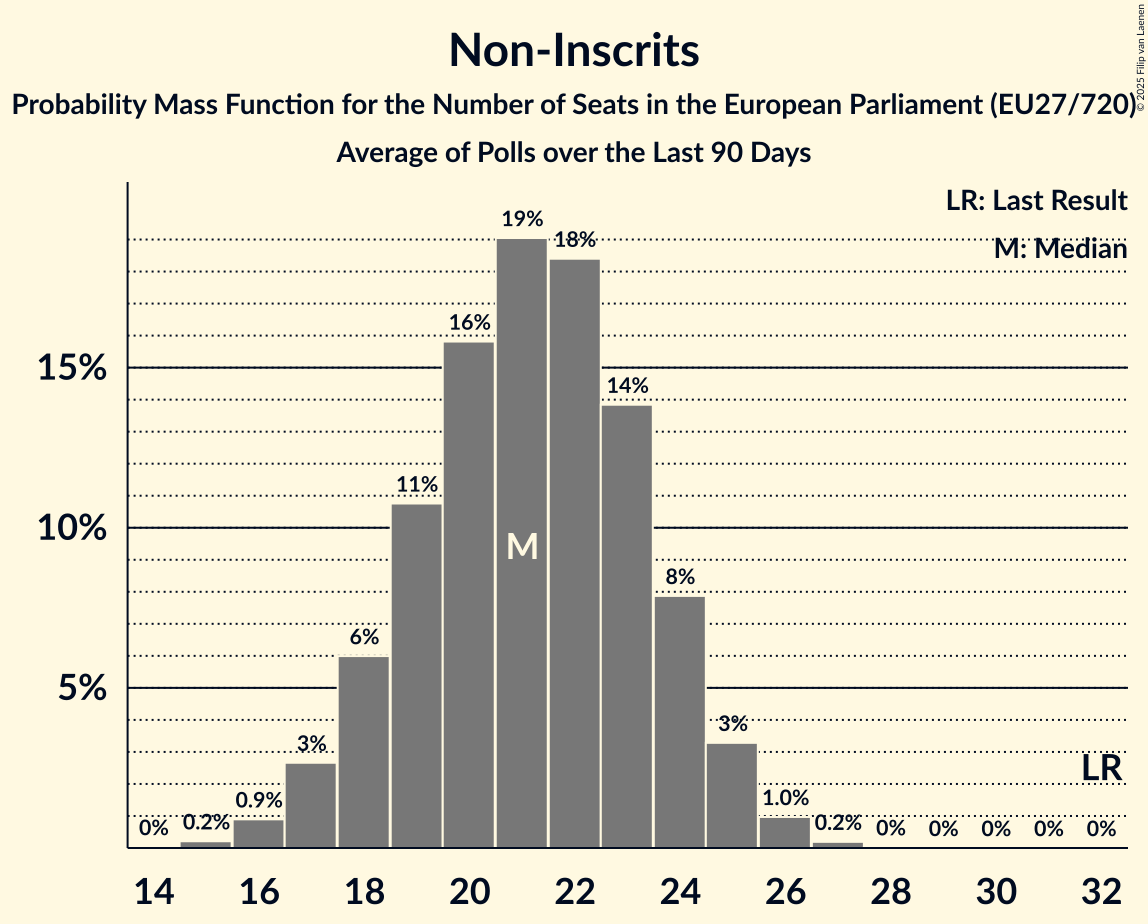 © 2025 Filip van Laenen
Non-Inscrits
Probability Mass Function for the Number of Seats in the European Parliament (EU27/720)
Average of Polls over the Last 90 Days
LR: Last Result
M: Median
15%
10%
5%
0%
0.2%
0.9%
3%
6%
11%
16%
19%
18%
14%
8%
3%
1.0%
0.2%
0%
0%
0%
0%
0%
M
LR
14 16 18 20 22 24 26 28 30 32